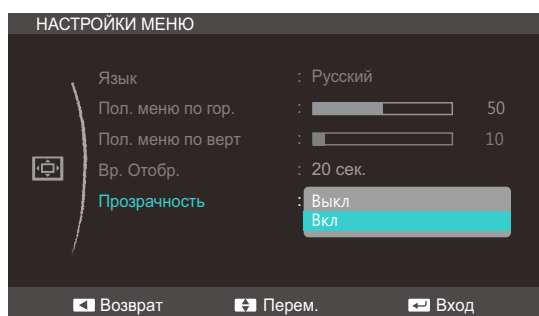 НАСТРОЙКИ МЕНЮ
Язык : Русский
Пол. меню по гор. : 50
Пол. меню по верт : 10
Вр. Отобр. : 20 сек.
Прозрачность : Выкл
Вкл
Возврат Перем. Вход